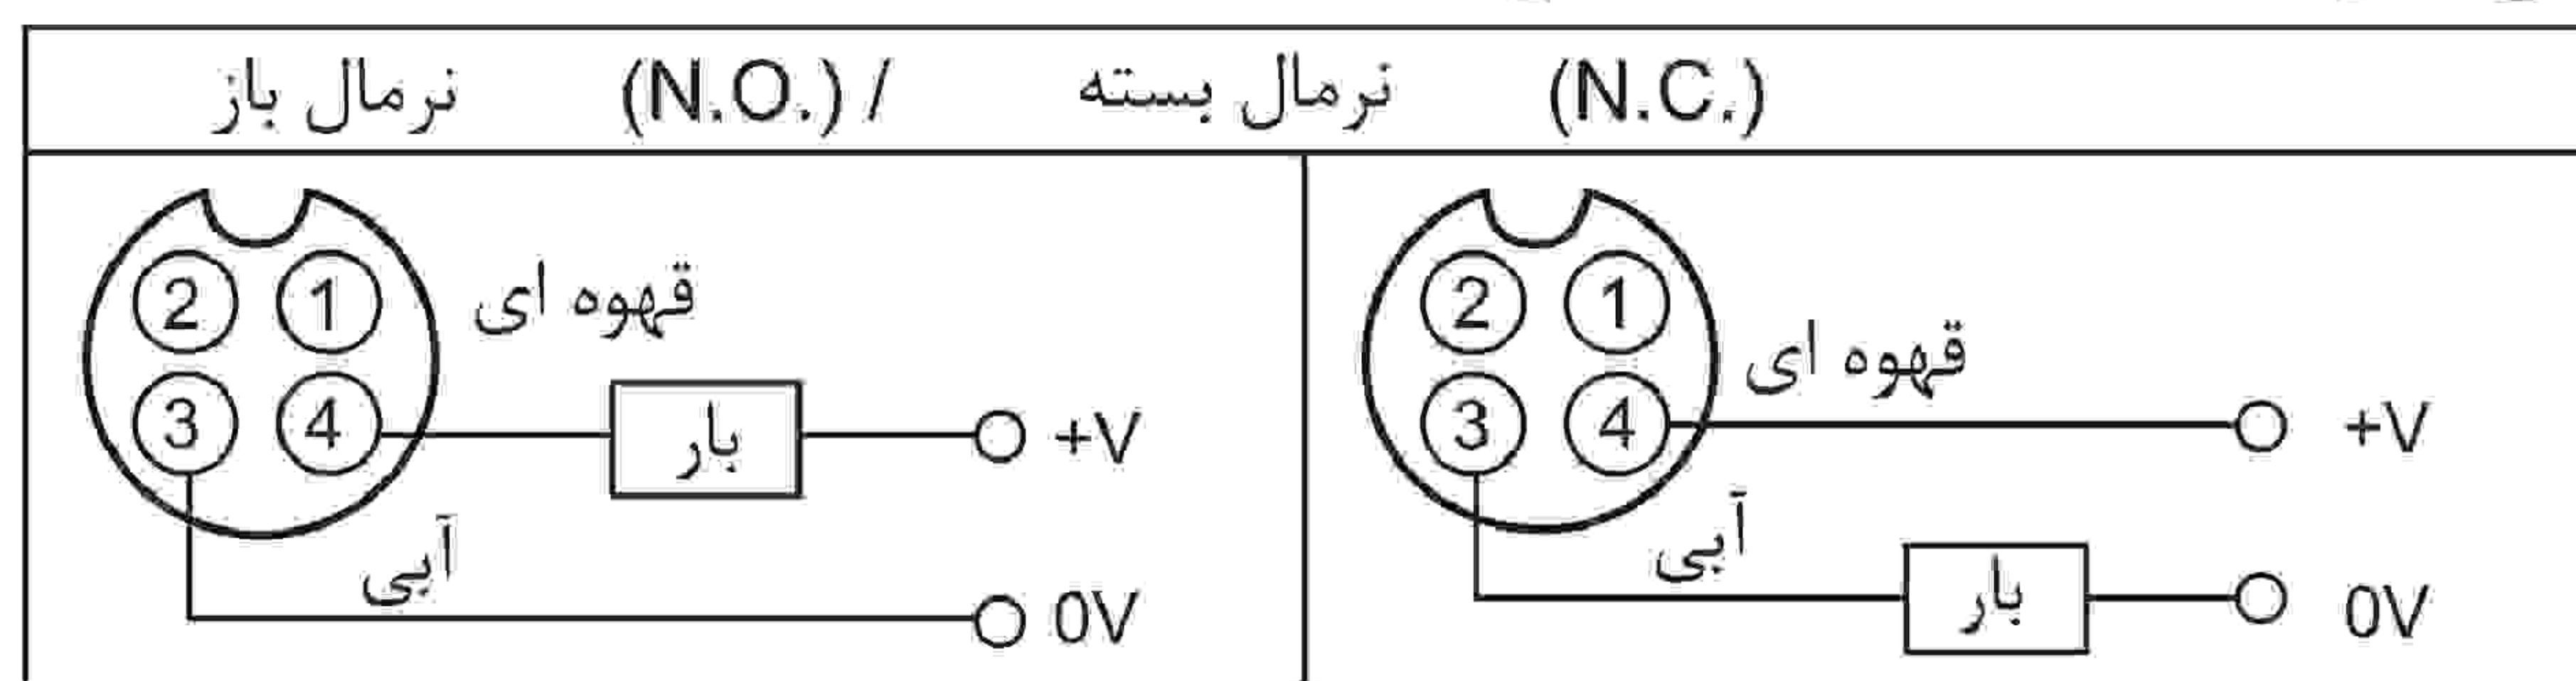 نرمال باز (N.O.) / نرمال بسته (N.C.)
2 1
قهوه ای
3 4
بار
+V
آبی
0V
2 1
قهوه ای
3 4
+V
آبی
بار
0V